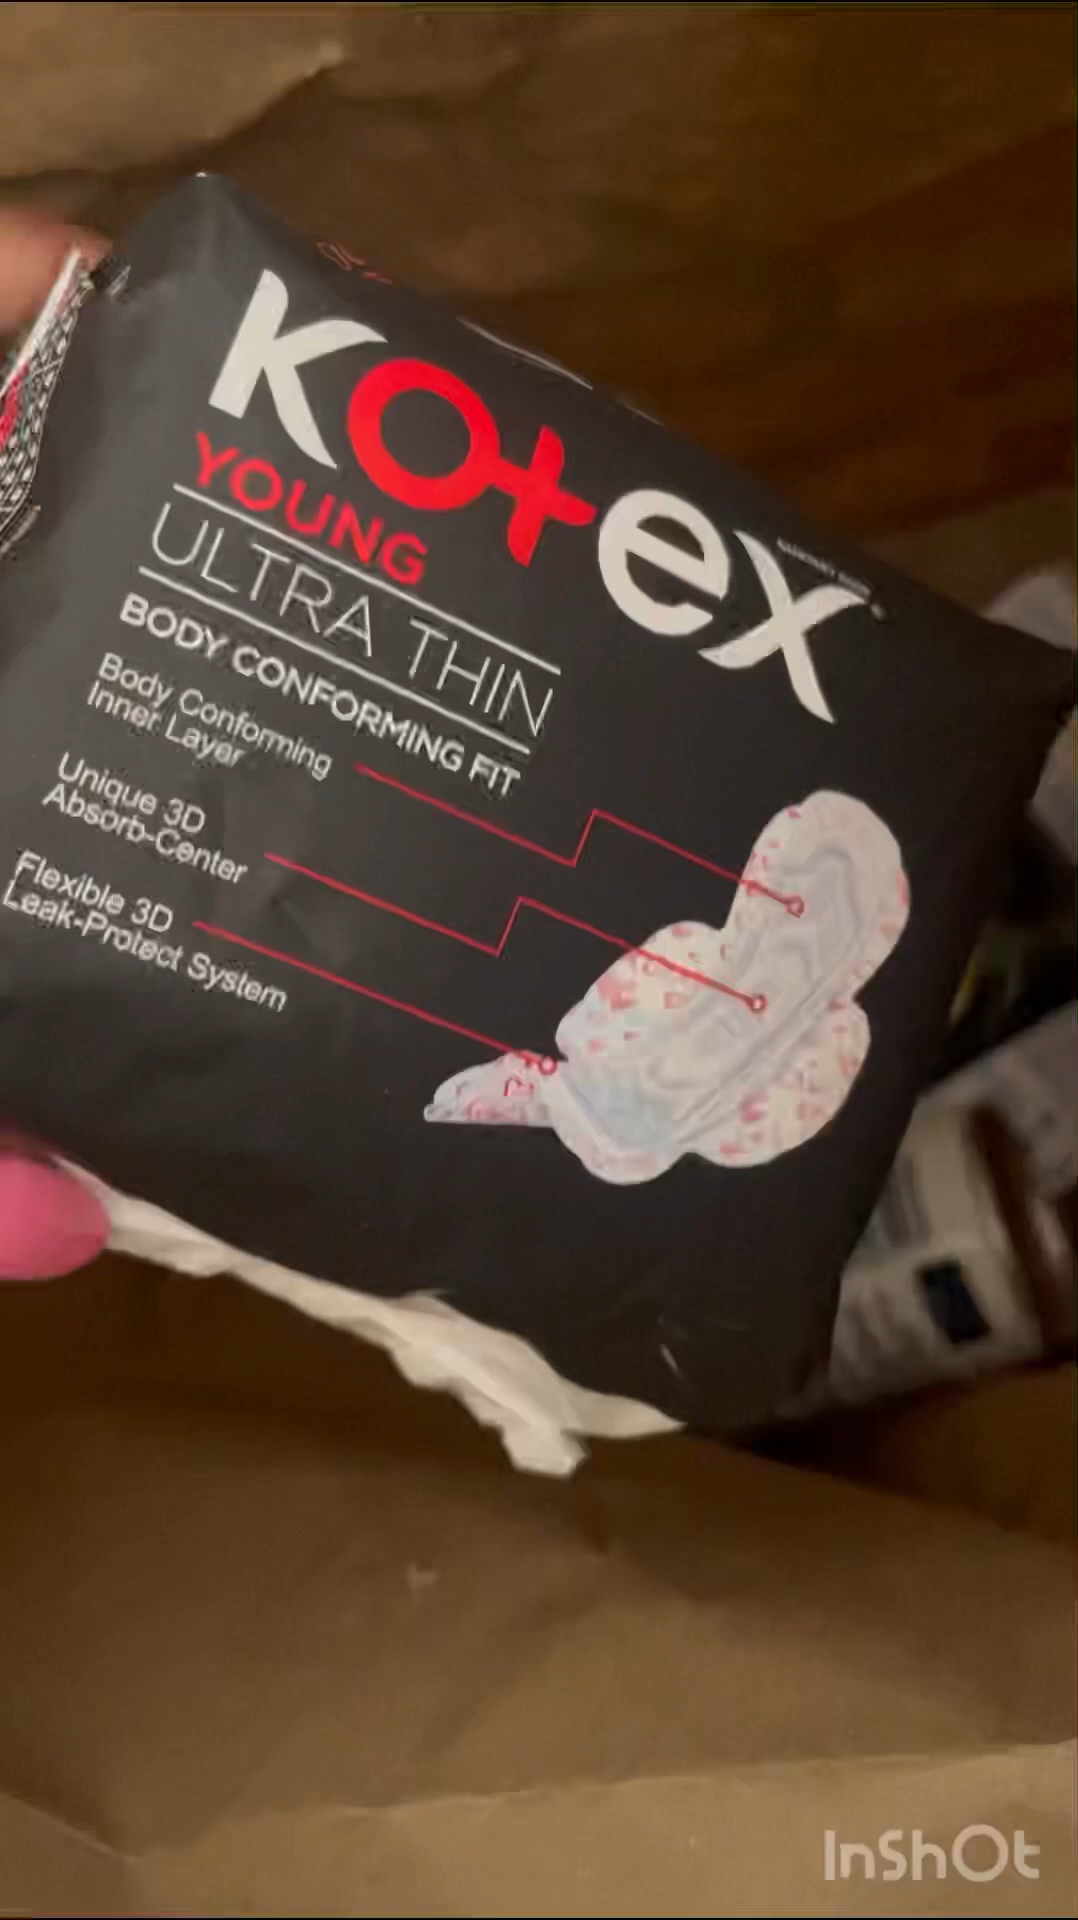 Kotex
YOUNG
ULTRA THIN
BODY CONFORMING FIT
Body Conforming
Inner Layer
Unique 3D
Absorb-Center
Flexible 3D
Leak-Protect System
InShOt